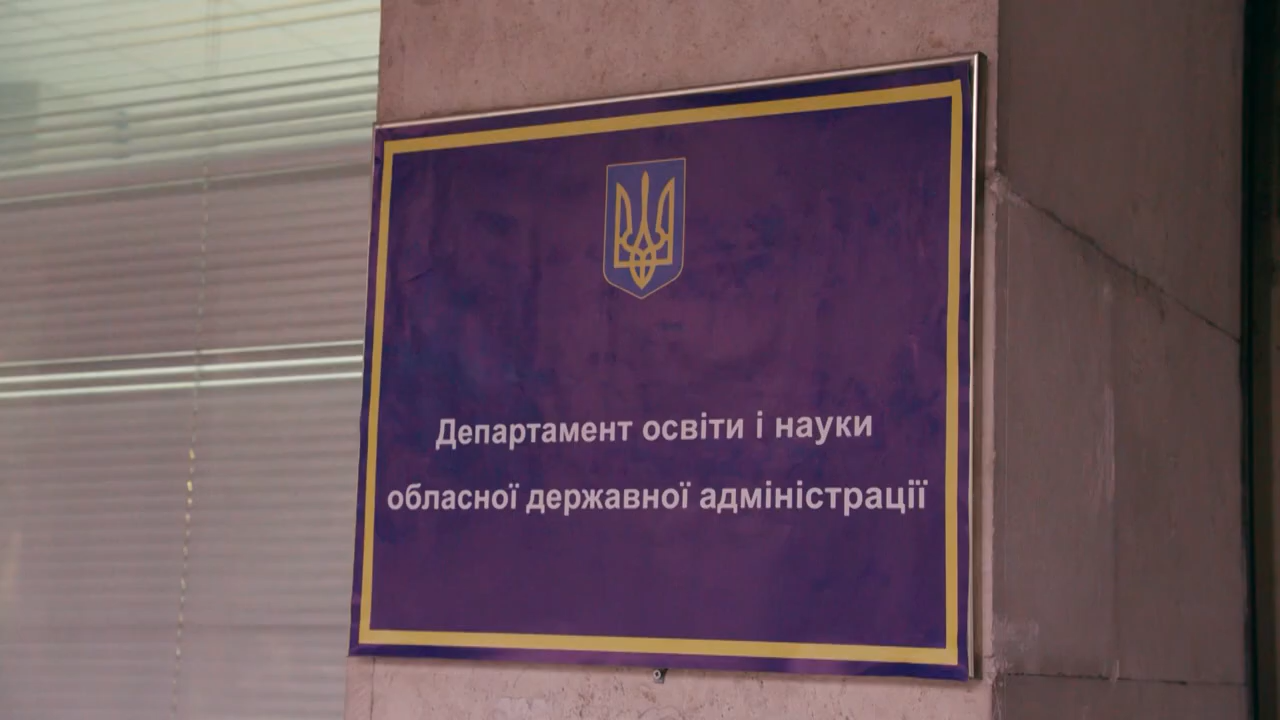 Департамент освіти і науки
обласної державної адміністрації